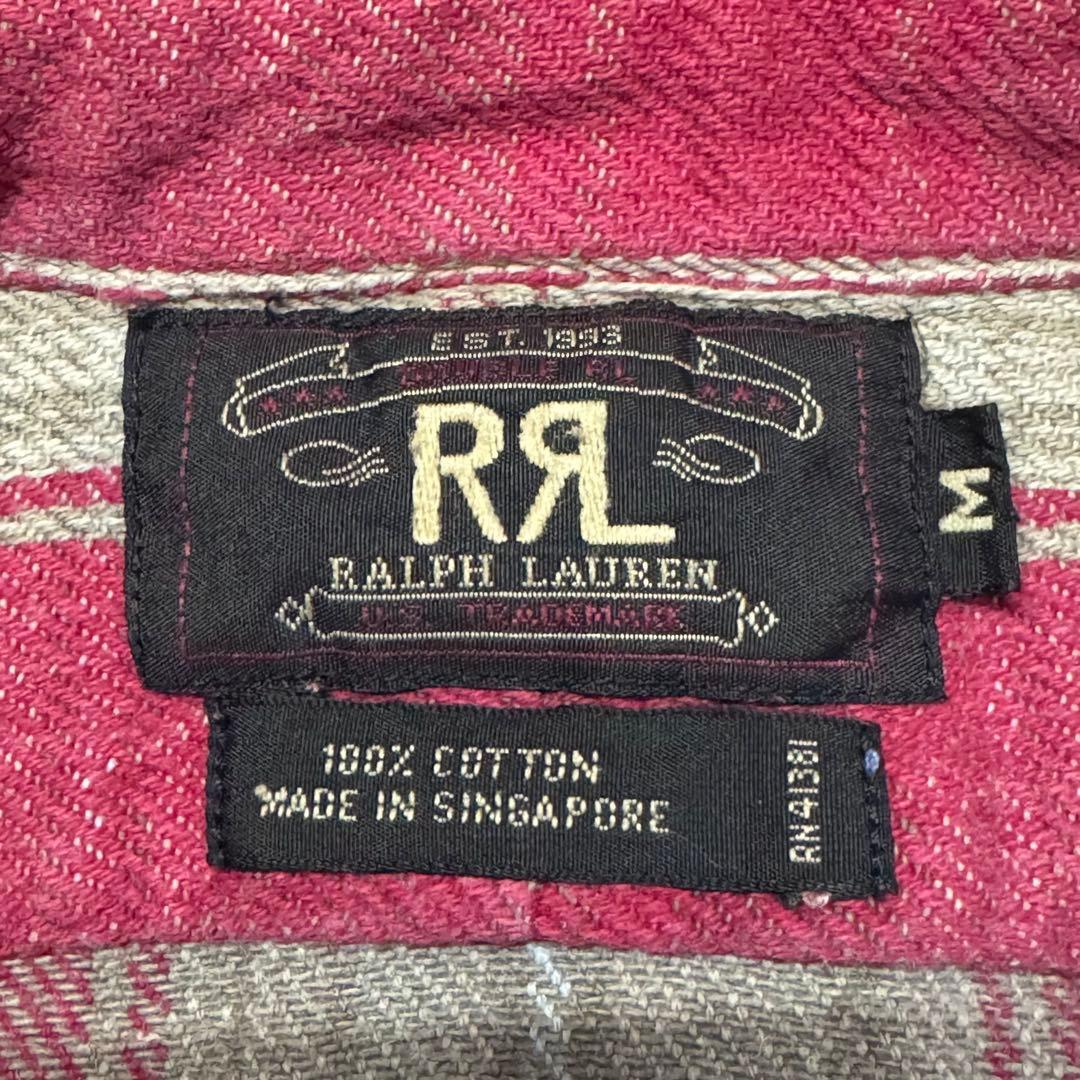 EST. 1993
DOUBLE RL
RRL
RALPH LAUREN
U.S. TRADEMARK
M
100% COTTON
MADE IN SINGAPORE
RN41381